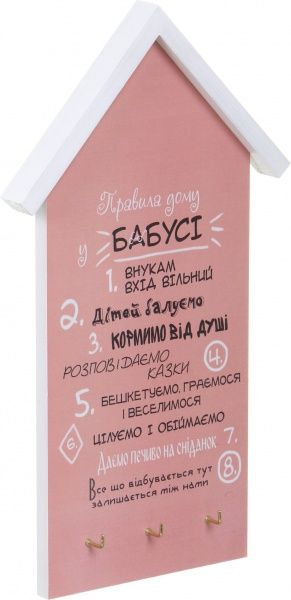 Правила дому
у БАБУСІ
1. ВНУКАМ
ВХІД ВІЛЬНИЙ
2. Дітей балуємо
3. КОРМИМО ВІД ДУШІ
РОЗПОВІДАЄМО 4.
КАЗКИ
5. БЕШКЕТУЄМО, ГРАЄМОСЯ
І ВЕСЕЛИМОСЯ
6. ЦІЛУЄМО І ОБІЙМАЄМО
Даємо печиво на сніданок 7.
Все що відбувається тут 8.
залишається між нами